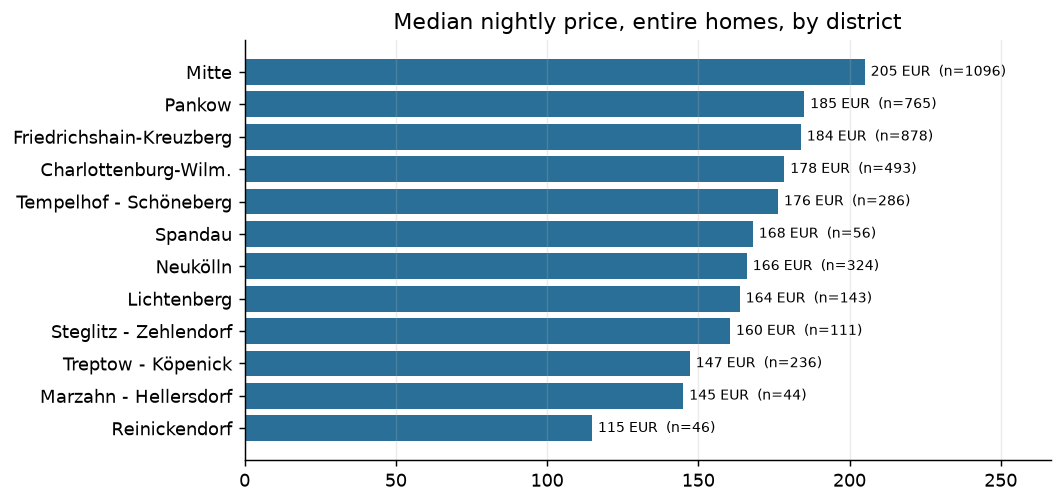 Median nightly price, entire homes, by district
Mitte 205 EUR (n=1096)
Pankow 185 EUR (n=765)
Friedrichshain-Kreuzberg 184 EUR (n=878)
Charlottenburg-Wilm. 178 EUR (n=493)
Tempelhof - Schöneberg 176 EUR (n=286)
Spandau 168 EUR (n=56)
Neukölln 166 EUR (n=324)
Lichtenberg 164 EUR (n=143)
Steglitz - Zehlendorf 160 EUR (n=111)
Treptow - Köpenick 147 EUR (n=236)
Marzahn - Hellersdorf 145 EUR (n=44)
Reinickendorf 115 EUR (n=46)
0 50 100 150 200 250